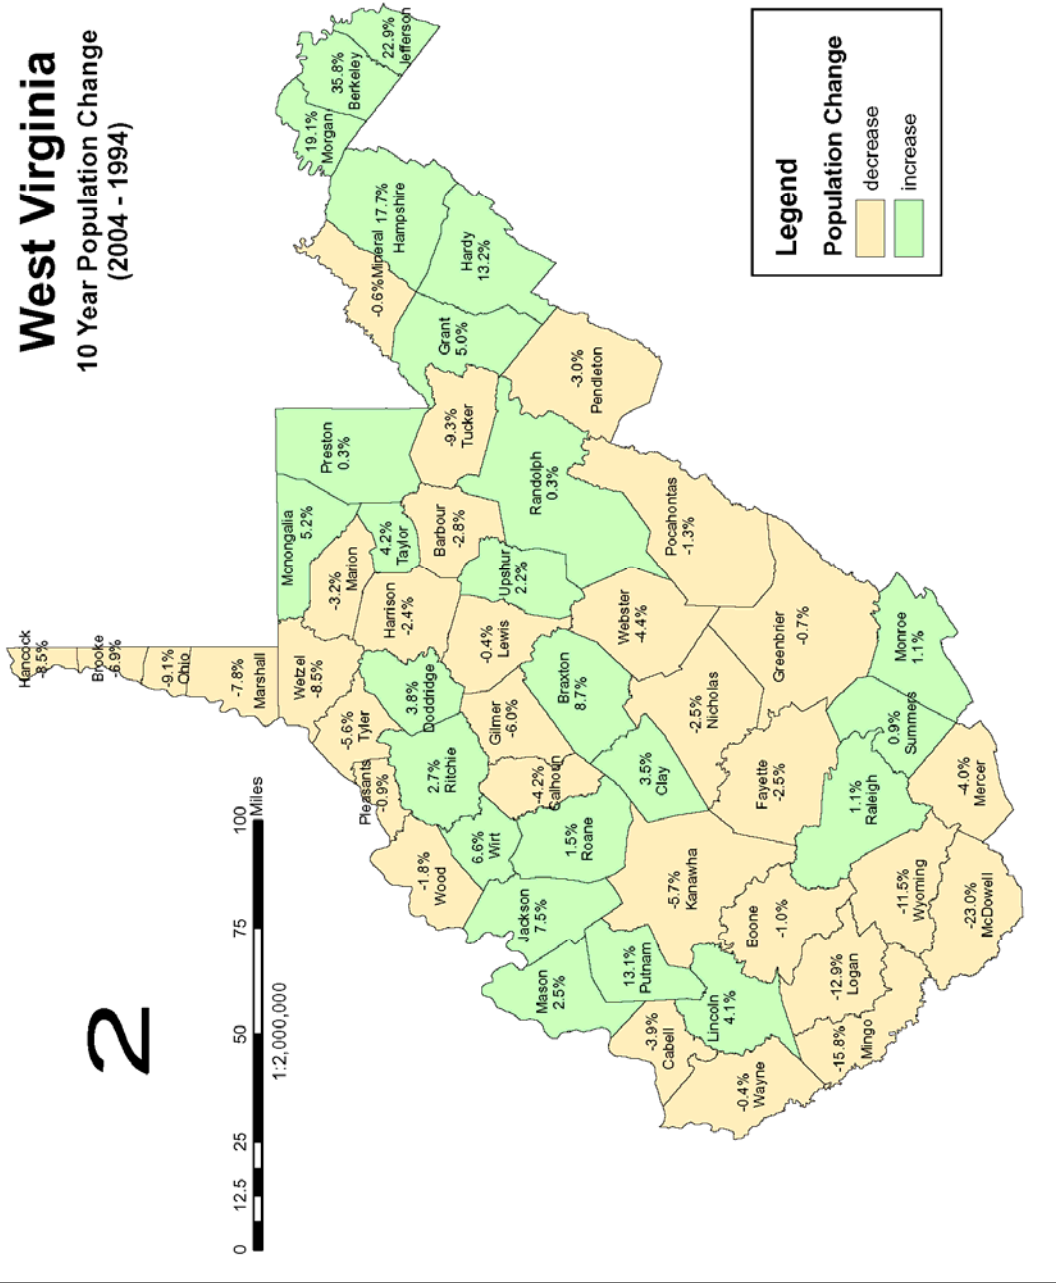 West Virginia
10 Year Population Change
(2004 - 1994)
2
0
12.5
25
50
75
100
Miles
1:2,000,000
Hancock
-8.5%
Brooke
-6.9%
-9.1%
Ohio
-7.8%
Marshall
Wetzel
-8.5%
Mcnongalia
5.2%
Preston
0.3%
-3.2%
Marion
4.2%
Taylor
-5.6%
Tyler
Pleasants
-0.9%
3.8%
Doddridge
Harrison
-2.4%
Barbour
-2.8%
-9.3%
Tucker
Grant
5.0%
-0.6%
Mineral
17.7%
Hampshire
19.1%
Morgan
35.8%
Berkeley
22.9%
Jefferson
Hardy
13.2%
-3.0%
Pendleton
-1.8%
Wood
2.7%
Ritchie
6.6%
Wirt
-4.2%
Calhoun
Gilmer
-6.0%
-0.4%
Lewis
Upshur
2.2%
Randolph
0.3%
Jackson
7.5%
1.5%
Roane
Braxton
8.7%
Webster
-4.4%
Pocahontas
-1.3%
Mason
2.5%
13.1%
Putnam
-5.7%
Kanawha
3.5%
Clay
-2.5%
Nicholas
-3.9%
Cabell
Lincoln
4.1%
Eoone
-1.0%
Fayette
-2.5%
Greenbrier
-0.7%
-0.4%
Wayne
-15.8%
Mingo
-12.9%
Logan
-11.5%
Wyoming
1.1%
Raleigh
0.9%
Summers
Monroe
1.1%
-23.0%
McDowell
-4.0%
Mercer
Legend
Population Change
decrease
increase